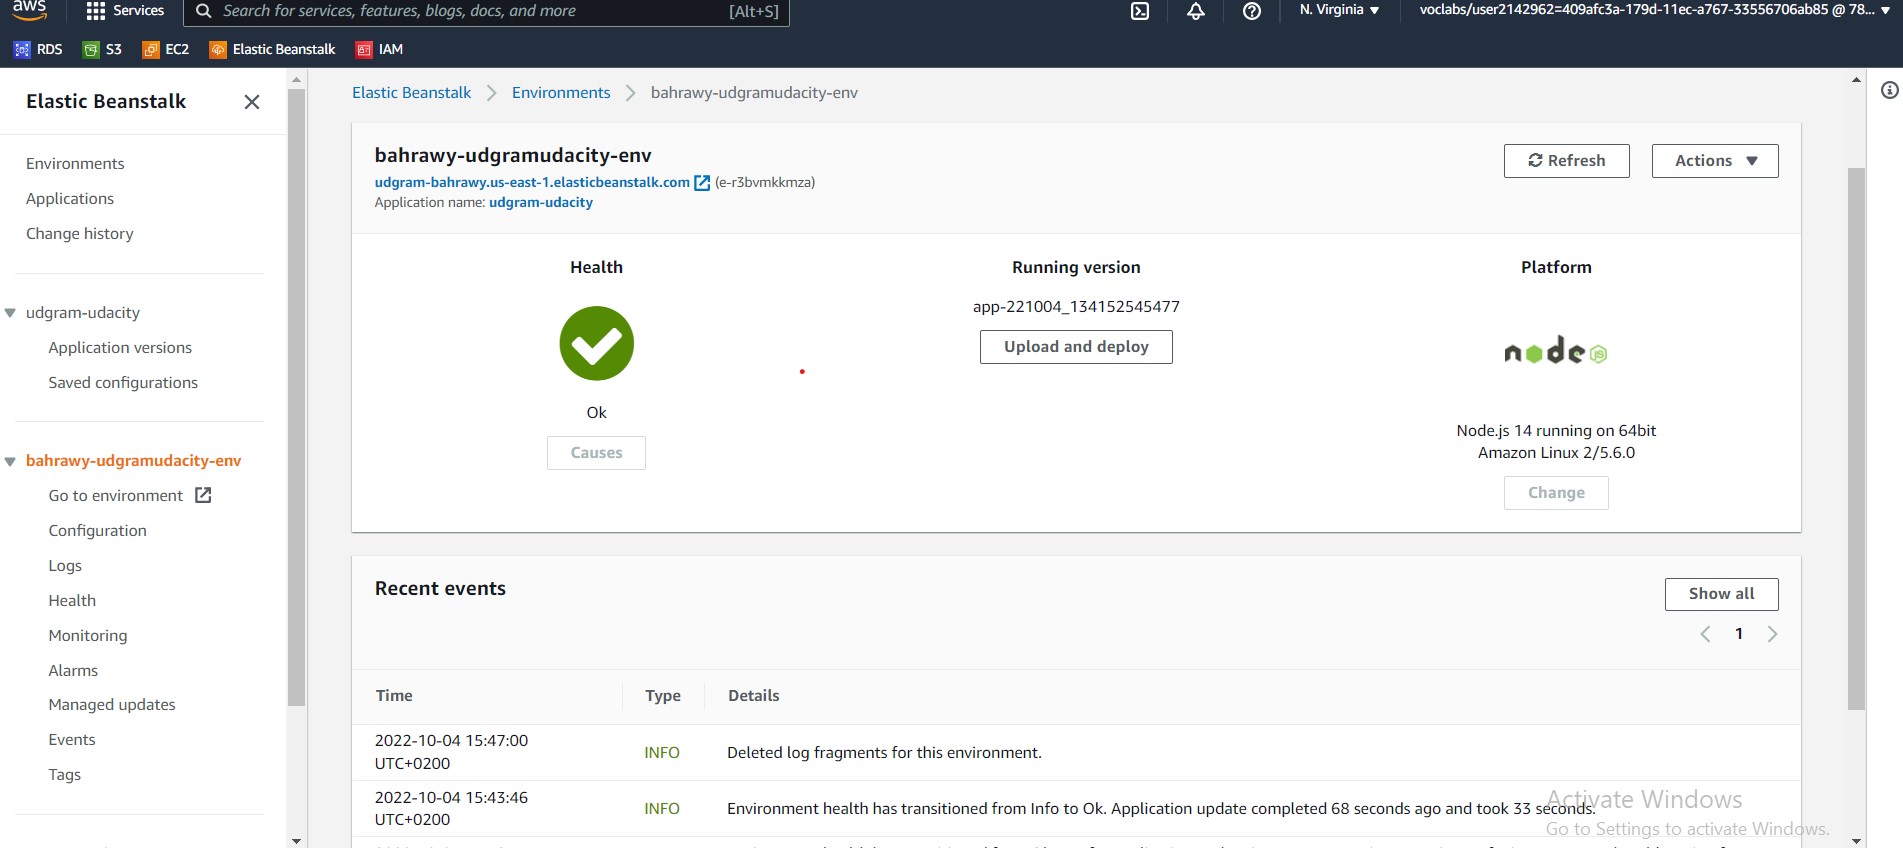 aws
Services
Search for services, features, blogs, docs, and more
[Alt+S]
N. Virginia
voclabs/user2142962=409afc3a-179d-11ec-a767-33556706ab85 @ 78...
RDS
S3
EC2
Elastic Beanstalk
IAM
Elastic Beanstalk
Environments
Applications
Change history
udgram-udacity
Application versions
Saved configurations
bahrawy-udgramudacity-env
Go to environment
Configuration
Logs
Health
Monitoring
Alarms
Managed updates
Events
Tags
Elastic Beanstalk
Environments
bahrawy-udgramudacity-env
bahrawy-udgramudacity-env
udgram-bahrawy.us-east-1.elasticbeanstalk.com (e-r3bvmkkmza)
Application name: udgram-udacity
Refresh
Actions
Health
Ok
Causes
Running version
app-221004_134152545477
Upload and deploy
Platform
node JS
Node.js 14 running on 64bit
Amazon Linux 2/5.6.0
Change
Recent events
Show all
1
Time
Type
Details
2022-10-04 15:47:00
UTC+0200
INFO
Deleted log fragments for this environment.
2022-10-04 15:43:46
UTC+0200
INFO
Environment health has transitioned from Info to Ok. Application update completed 68 seconds ago and took 33 seconds.
Activate Windows
Go to Settings to activate Windows.